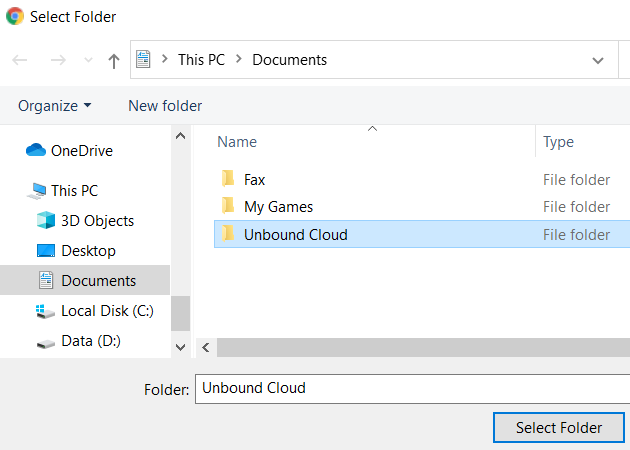 Select Folder
This PC > Documents
Organize New folder
OneDrive
This PC
3D Objects
Desktop
Documents
Local Disk (C:)
Data (D:)
Name Type
Fax File folder
My Games File folder
Unbound Cloud File folder
Folder: Unbound Cloud
Select Folder